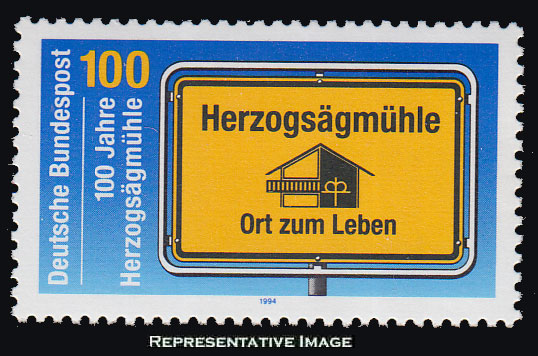 Deutsche Bundespost
100
100 Jahre
Herzogsägmühle
Herzogsägmühle
Ort zum Leben
1994
REPRESENTATIVE IMAGE